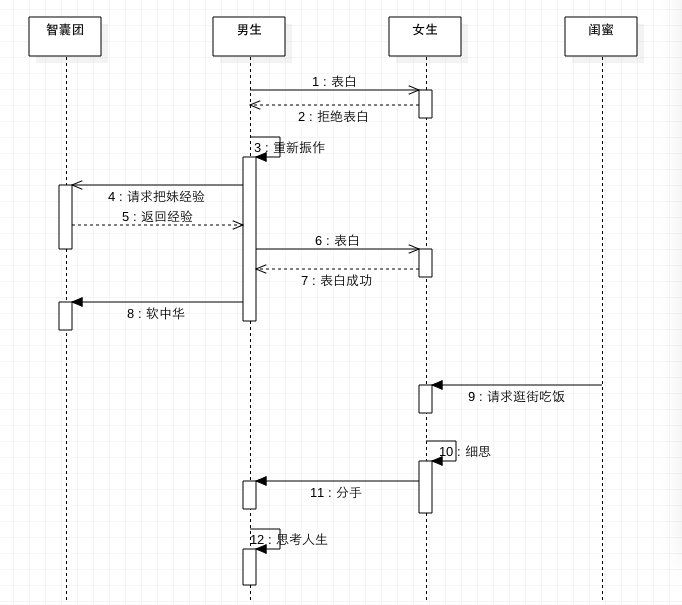 智囊团
男生
女生
闺蜜
1 : 表白
2 : 拒绝表白
3 : 重新振作
4 : 请求把妹经验
5 : 返回经验
6 : 表白
7 : 表白成功
8 : 软中华
9 : 请求逛街吃饭
10 : 细思
11 : 分手
12 : 思考人生